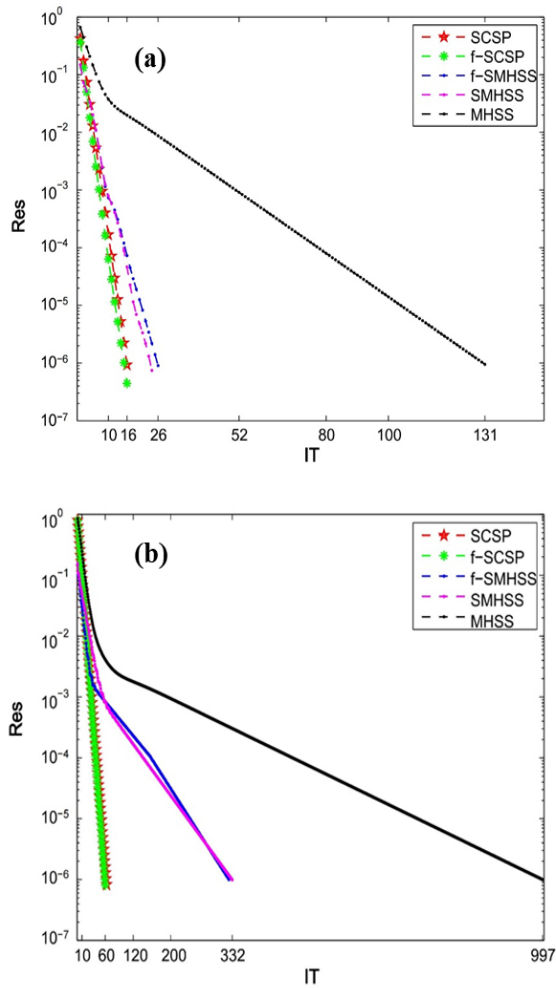 (a)
SCSP
f-SCSP
f-SMHSS
SMHSS
MHSS
Res
10^0
10^-1
10^-2
10^-3
10^-4
10^-5
10^-6
10^-7
10 16 26 52 80 100 131
IT
(b)
SCSP
f-SCSP
f-SMHSS
SMHSS
MHSS
Res
10^0
10^-1
10^-2
10^-3
10^-4
10^-5
10^-6
10^-7
10 60 120 200 332 997
IT